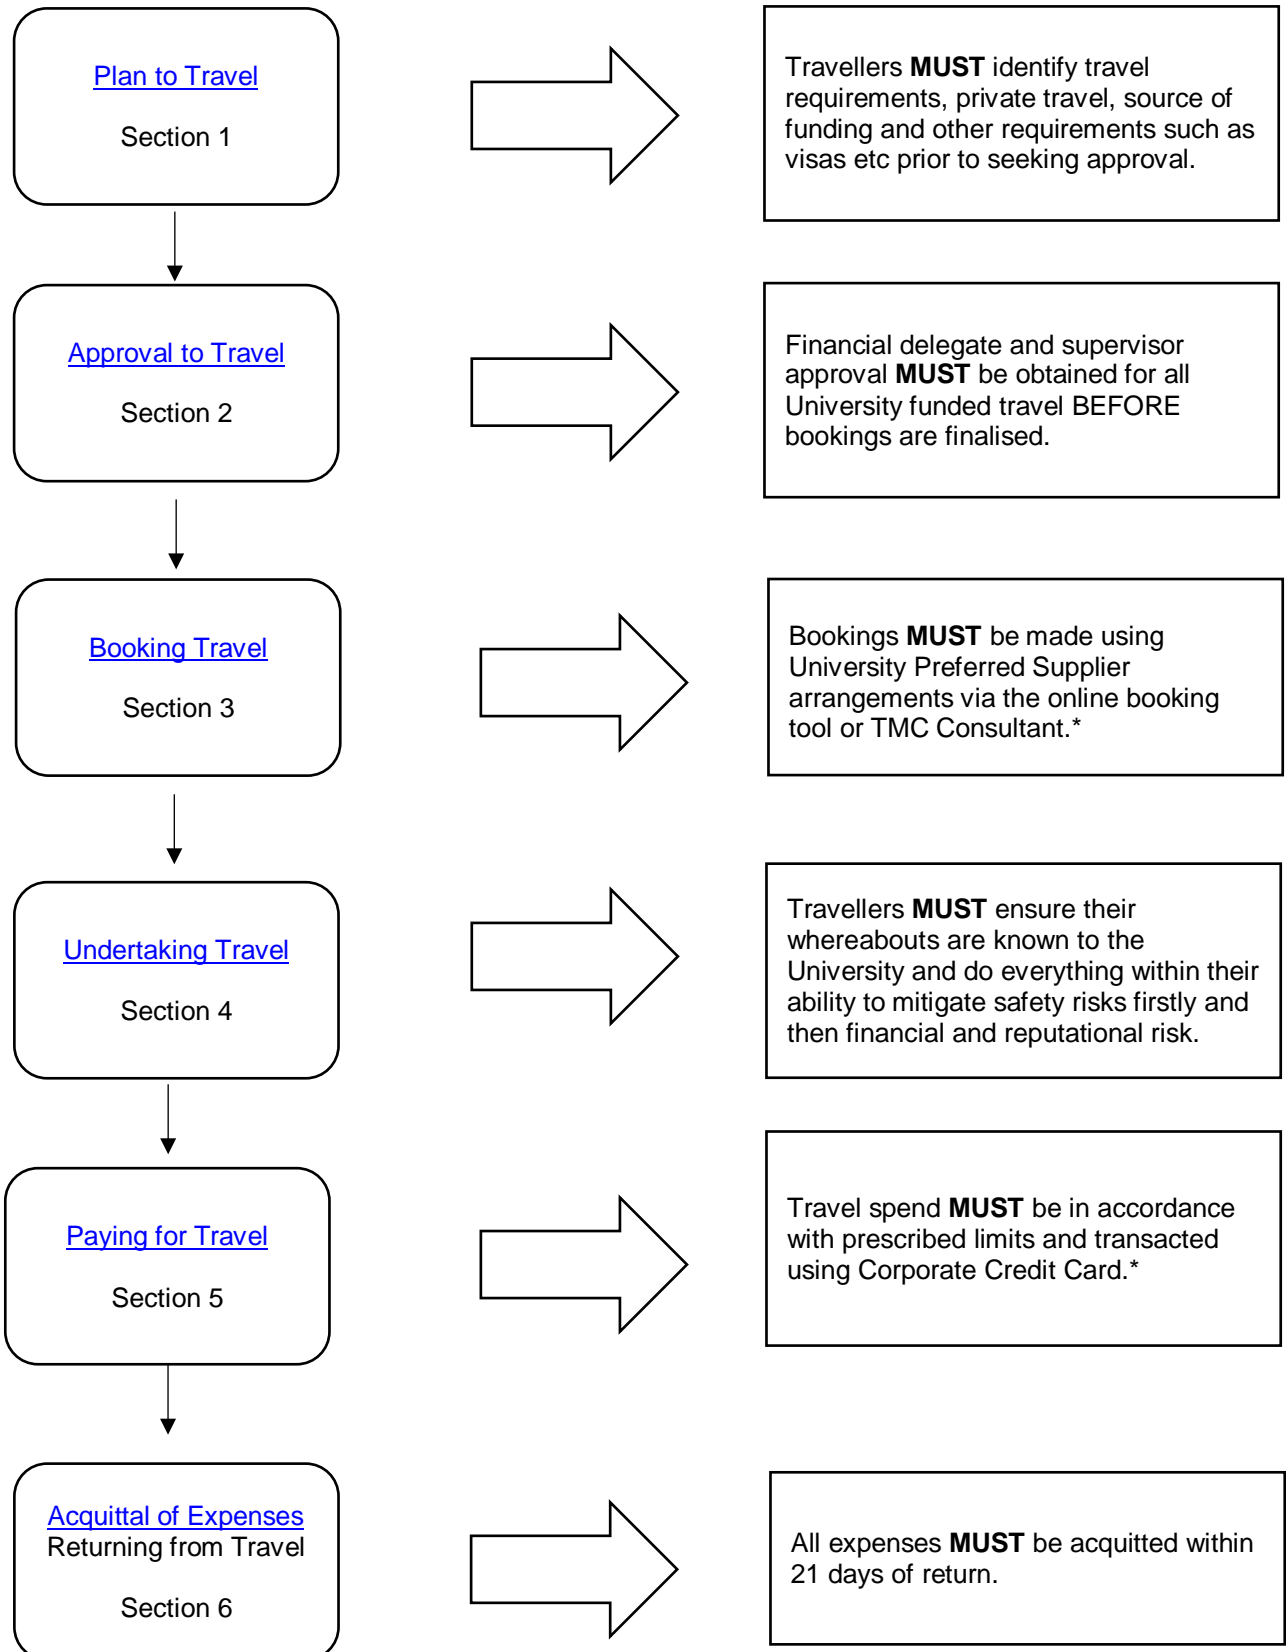 Plan to Travel
Section 1
Travellers MUST identify travel
requirements, private travel, source of
funding and other requirements such as
visas etc prior to seeking approval.
Approval to Travel
Section 2
Financial delegate and supervisor
approval MUST be obtained for all
University funded travel BEFORE
bookings are finalised.
Booking Travel
Section 3
Bookings MUST be made using
University Preferred Supplier
arrangements via the online booking
tool or TMC Consultant.*
Undertaking Travel
Section 4
Travellers MUST ensure their
whereabouts are known to the
University and do everything within their
ability to mitigate safety risks firstly and
then financial and reputational risk.
Paying for Travel
Section 5
Travel spend MUST be in accordance
with prescribed limits and transacted
using Corporate Credit Card.*
Acquittal of Expenses
Returning from Travel
Section 6
All expenses MUST be acquitted within
21 days of return.